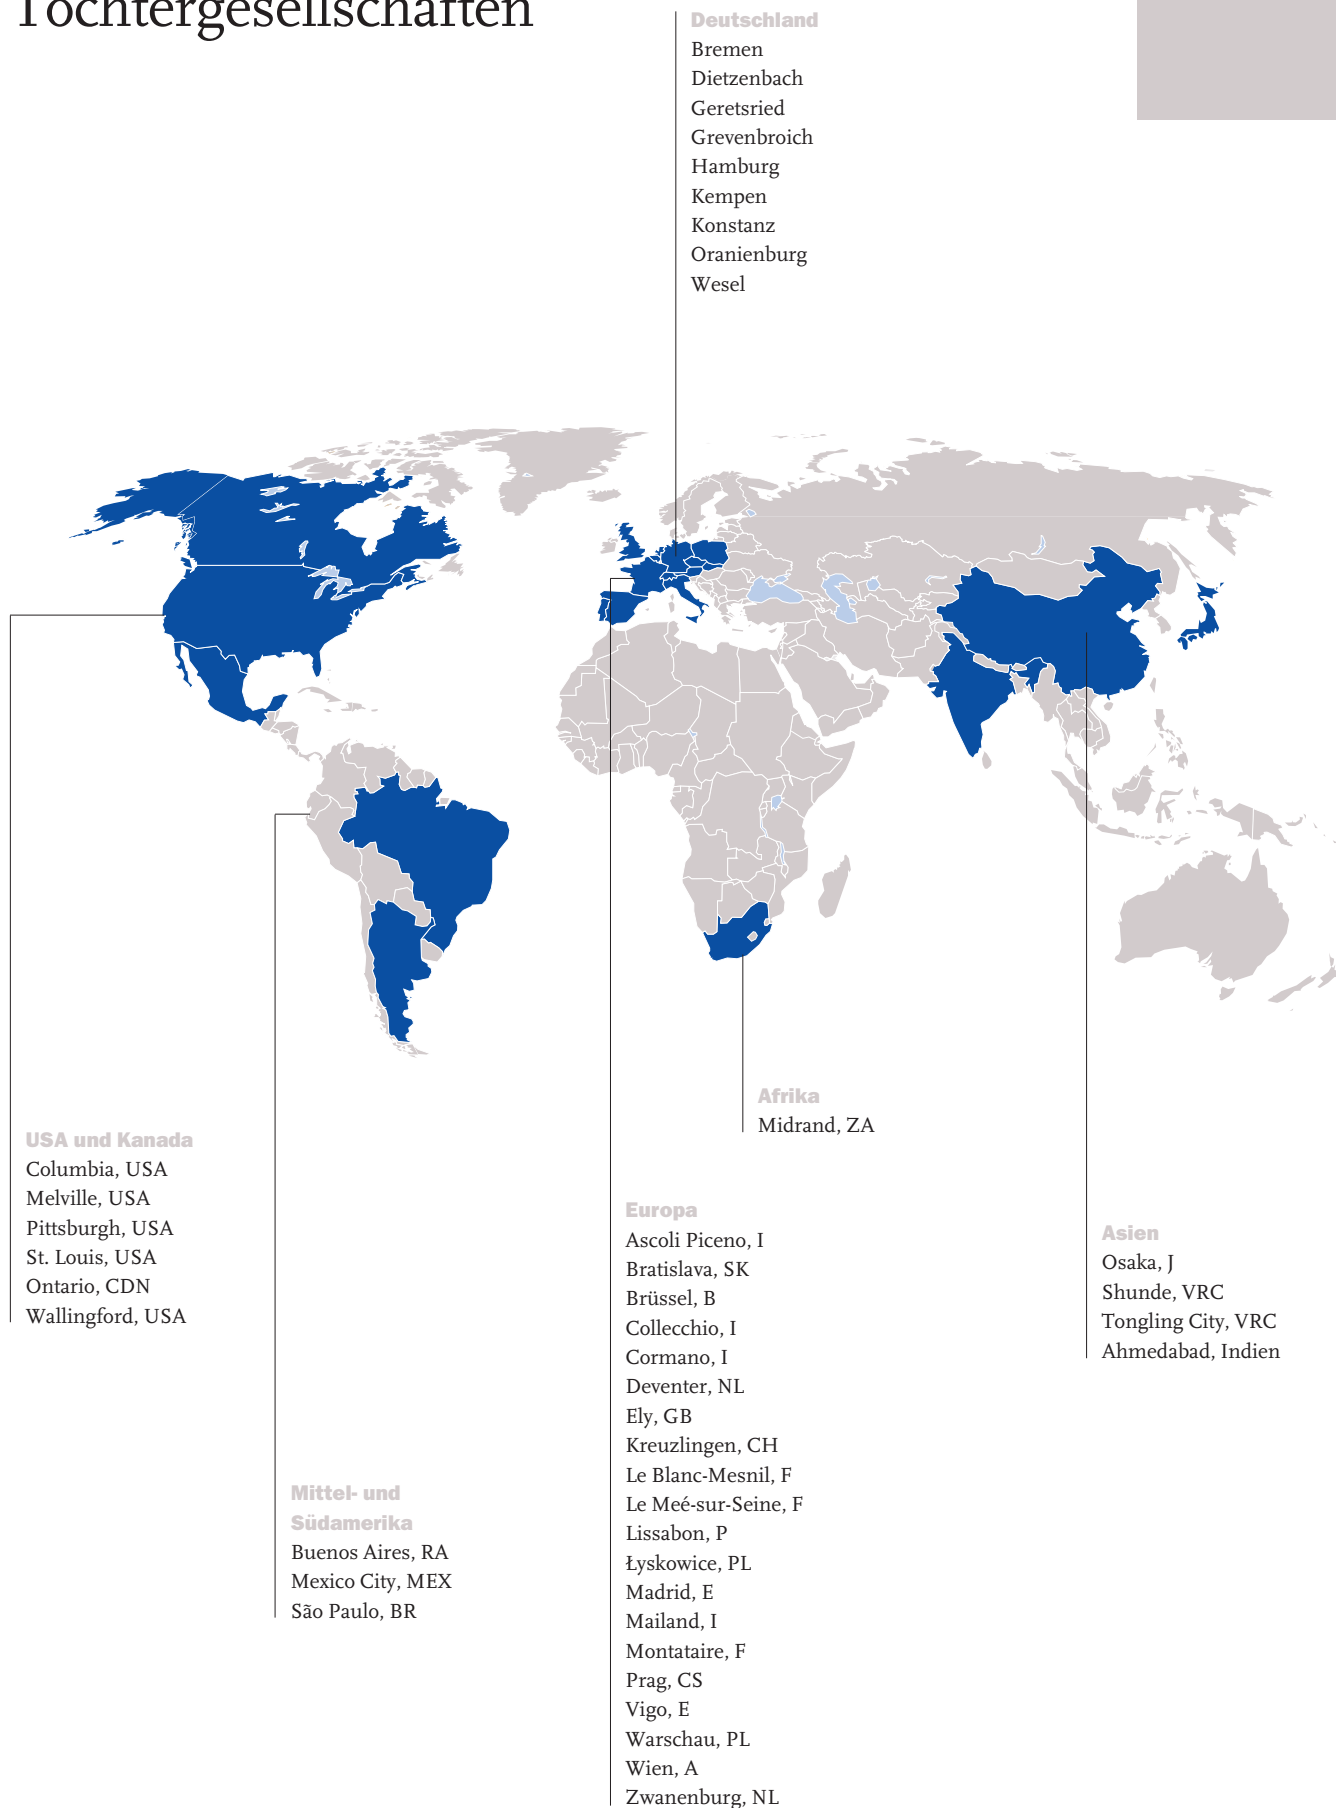 Tochtergesellschaften
Deutschland
Bremen
Dietzenbach
Geretsried
Grevenbroich
Hamburg
Kempen
Konstanz
Oranienburg
Wesel
USA und Kanada
Columbia, USA
Melville, USA
Pittsburgh, USA
St. Louis, USA
Ontario, CDN
Wallingford, USA
Mittel- und
Südamerika
Buenos Aires, RA
Mexico City, MEX
São Paulo, BR
Afrika
Midrand, ZA
Europa
Ascoli Piceno, I
Bratislava, SK
Brüssel, B
Collecchio, I
Cormano, I
Deventer, NL
Ely, GB
Kreuzlingen, CH
Le Blanc-Mesnil, F
Le Meé-sur-Seine, F
Lissabon, P
Łyskowice, PL
Madrid, E
Mailand, I
Montataire, F
Prag, CS
Vigo, E
Warschau, PL
Wien, A
Zwanenburg, NL
Asien
Osaka, J
Shunde, VRC
Tongling City, VRC
Ahmedabad, Indien